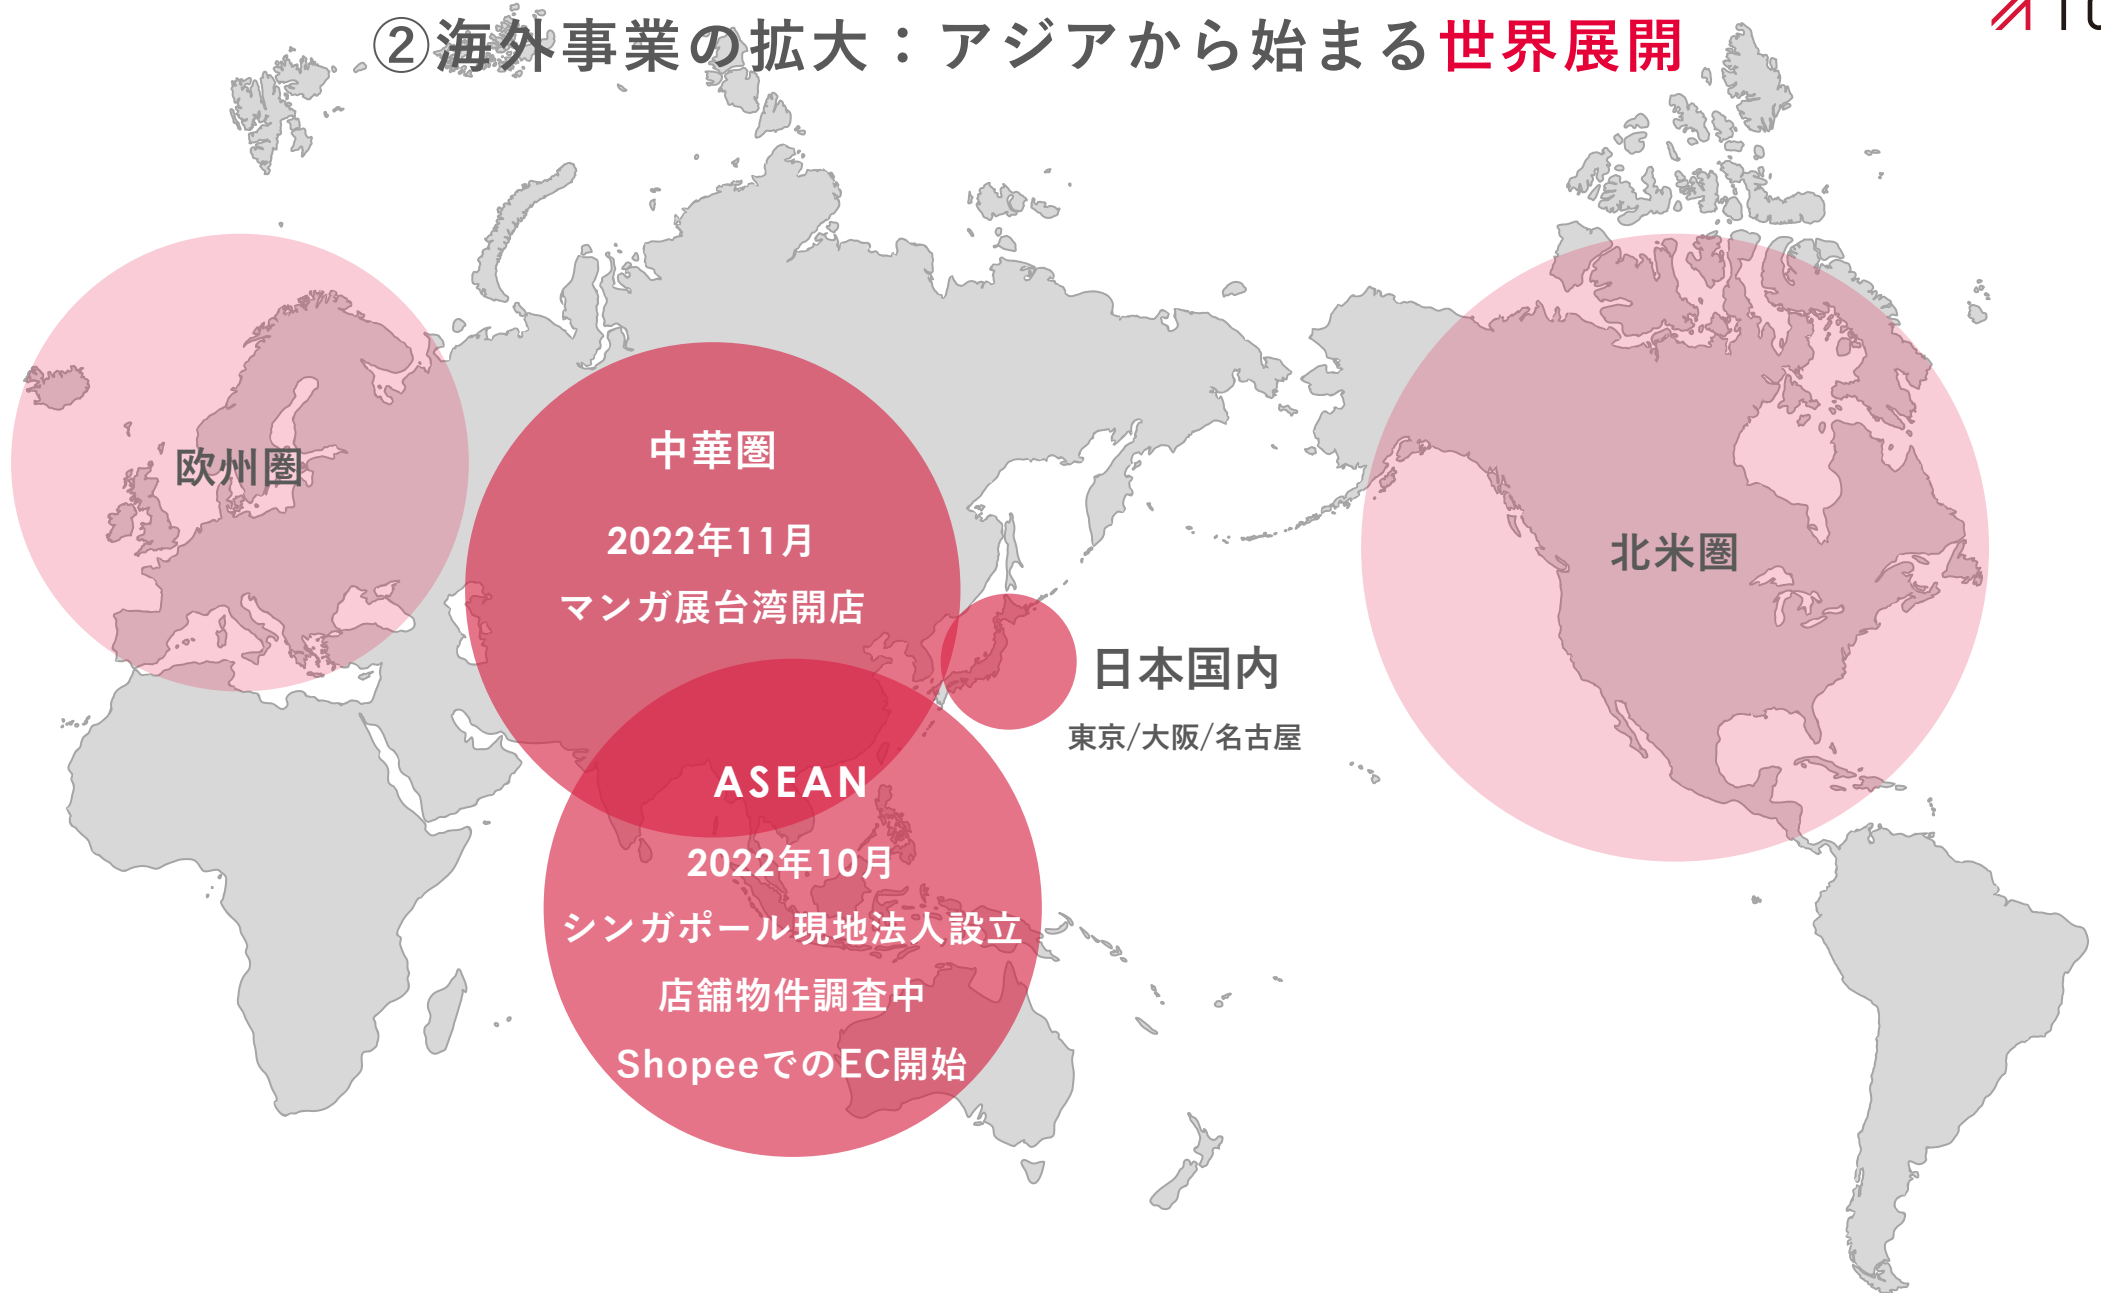 ②海外事業の拡大：アジアから始まる世界展開
欧州圏
中華圏
2022年11月
マンガ展台湾開店
日本国内
東京/大阪/名古屋
北米圏
ASEAN
2022年10月
シンガポール現地法人設立
店舗物件調査中
ShopeeでのEC開始